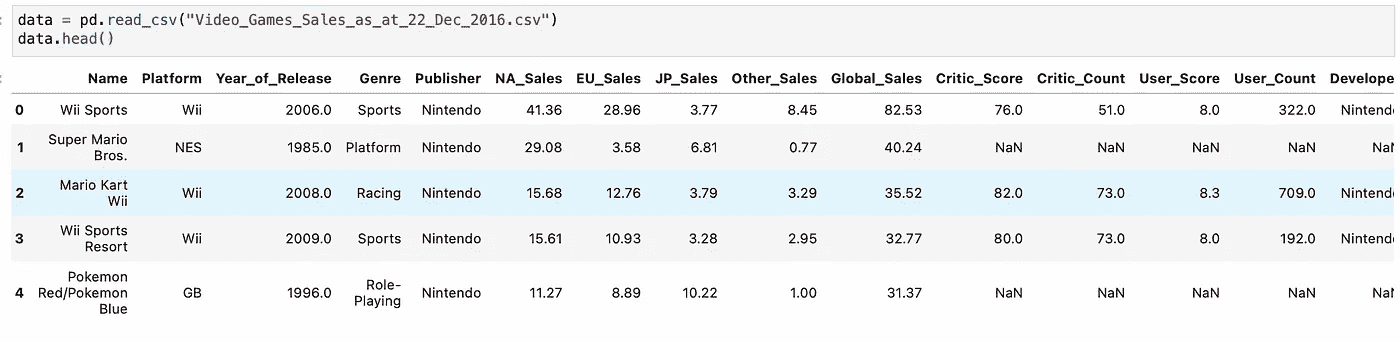 data = pd.read_csv("Video_Games_Sales_as_at_22_Dec_2016.csv")
data.head()
Name Platform Year_of_Release Genre Publisher NA_Sales EU_Sales JP_Sales Other_Sales Global_Sales Critic_Score Critic_Count User_Score User_Count Develope
0 Wii Sports Wii 2006.0 Sports Nintendo 41.36 28.96 3.77 8.45 82.53 76.0 51.0 8.0 322.0 Nintend
1 Super Mario Bros. NES 1985.0 Platform Nintendo 29.08 3.58 6.81 0.77 40.24 NaN NaN NaN NaN NaN
2 Mario Kart Wii Wii 2008.0 Racing Nintendo 15.68 12.76 3.79 3.29 35.52 82.0 73.0 8.3 709.0 Nintend
3 Wii Sports Resort Wii 2009.0 Sports Nintendo 15.61 10.93 3.28 2.95 32.77 80.0 73.0 8.0 192.0 Nintend
4 Pokemon Red/Pokemon Blue GB 1996.0 Role-Playing Nintendo 11.27 8.89 10.22 1.00 31.37 NaN NaN NaN NaN NaN